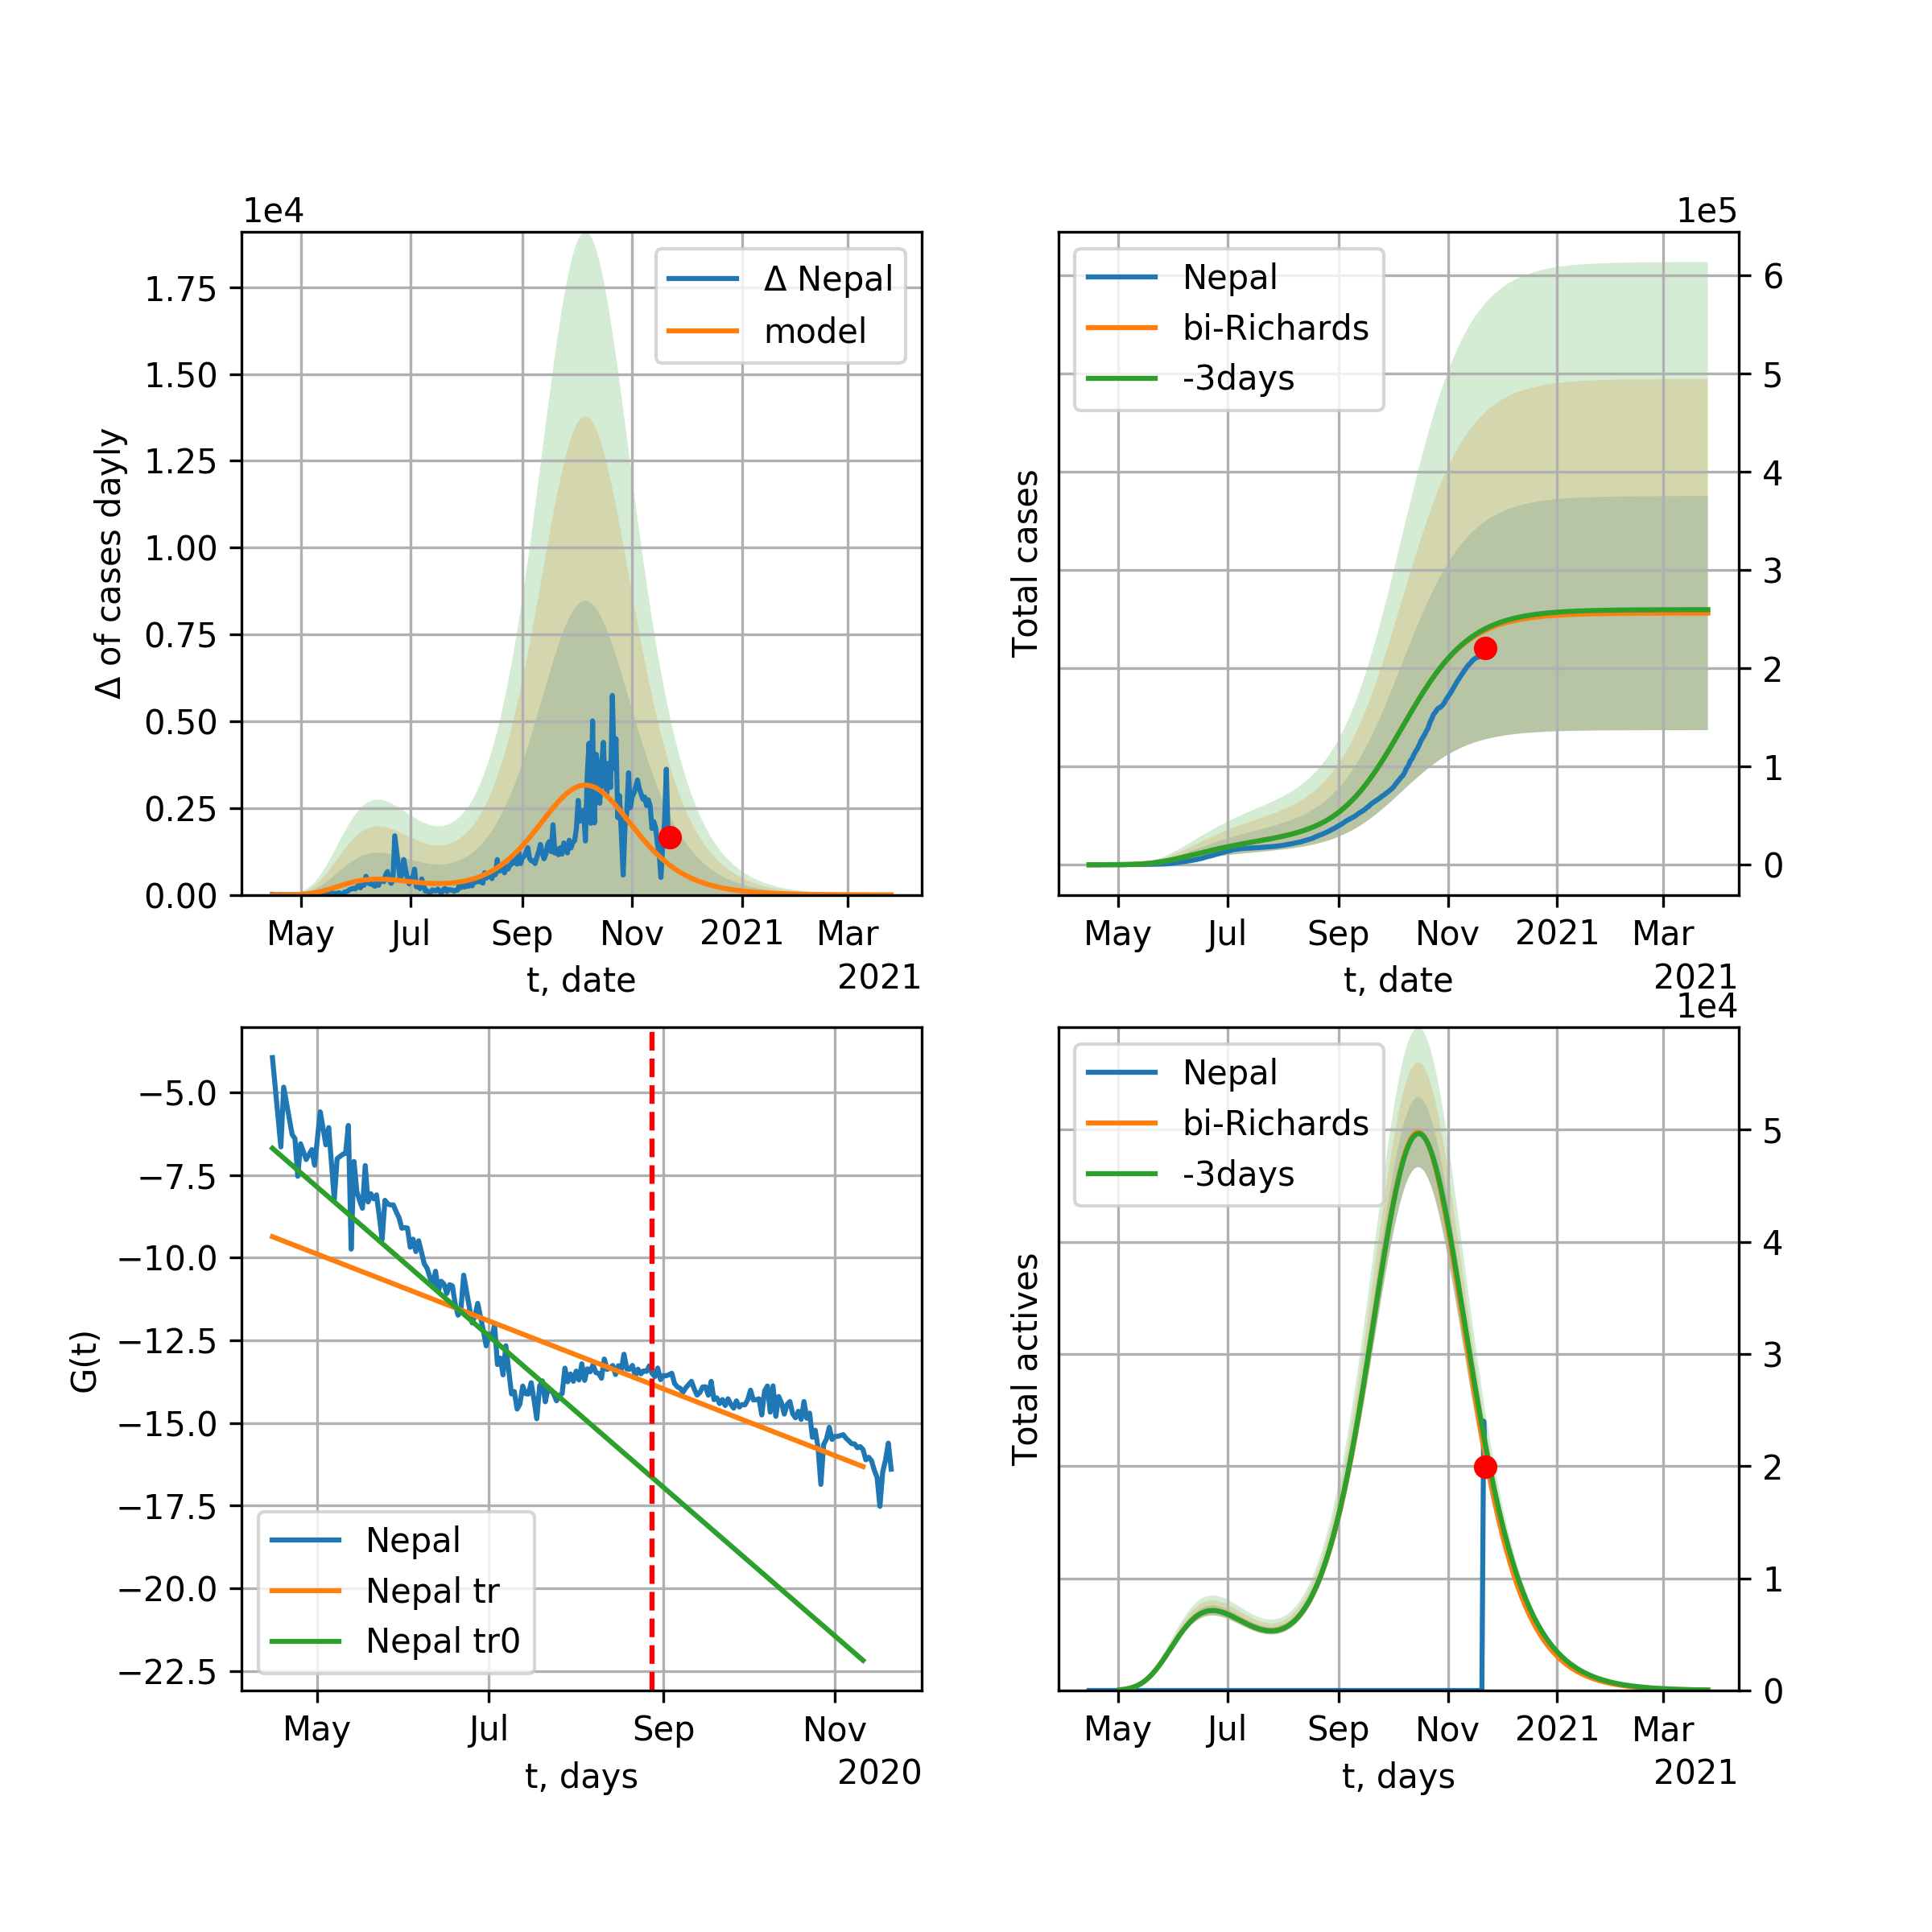 1e4
1.75
1.50
1.25
1.00
0.75
0.50
0.25
0.00
Δ of cases dayly
Δ Nepal
model
May Jul Sep Nov 2021 Mar
t, date
2021
1e5
6
5
4
3
2
1
0
Total cases
Nepal
bi-Richards
-3days
May Jul Sep Nov 2021 Mar
t, date
2021
−5.0
−7.5
−10.0
−12.5
−15.0
−17.5
−20.0
−22.5
G(t)
Nepal
Nepal tr
Nepal tr0
May Jul Sep Nov
t, days
2020
1e4
5
4
3
2
1
0
Total actives
Nepal
bi-Richards
-3days
May Jul Sep Nov 2021 Mar
t, days
2021